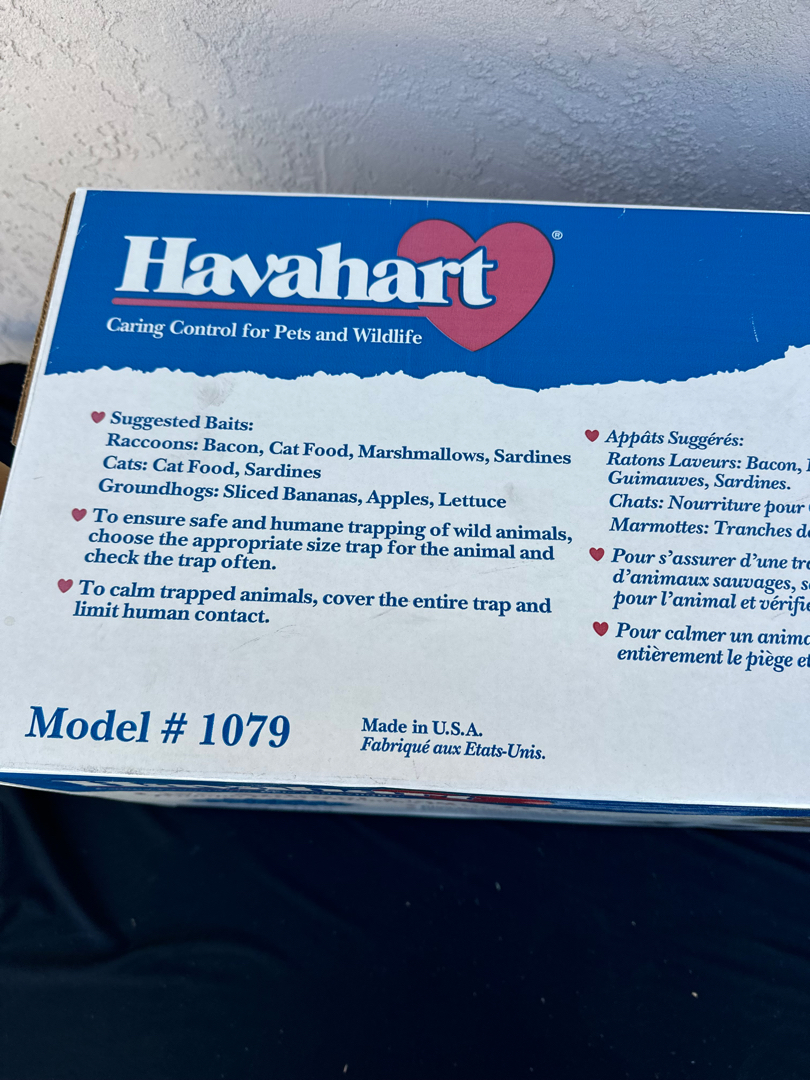 Havahart®
Caring Control for Pets and Wildlife
Suggested Baits:
Raccoons: Bacon, Cat Food, Marshmallows, Sardines
Cats: Cat Food, Sardines
Groundhogs: Sliced Bananas, Apples, Lettuce
To ensure safe and humane trapping of wild animals,
choose the appropriate size trap for the animal and
check the trap often.
To calm trapped animals, cover the entire trap and
limit human contact.
Appâts Suggérés:
Ratons Laveurs: Bacon,
Guimauves, Sardines.
Chats: Nourriture pour
Marmottes: Tranches
Pour s'assurer d'une
d'animaux sauvages,
pour l'animal et
Pour calmer un
entièrement le piège et
Model # 1079
Made in U.S.A.
Fabriqué aux Etats-Unis.